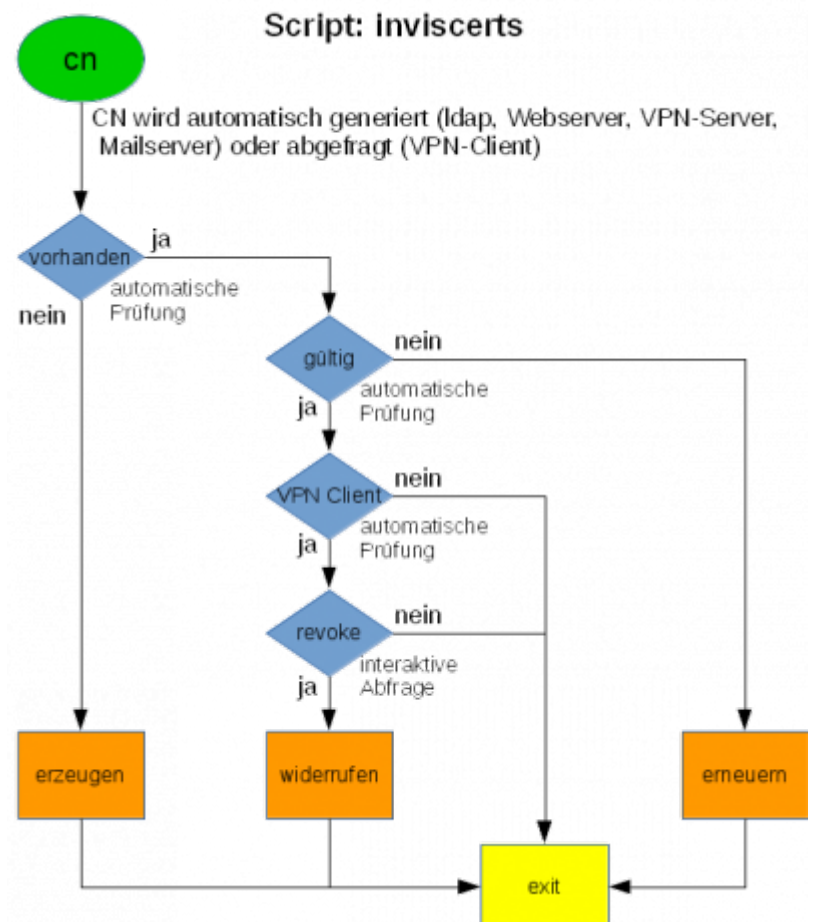 Script: inviscerts
cn
CN wird automatisch generiert (ldap, Webserver, VPN-Server,
Mailserver) oder abgefragt (VPN-Client)
vorhanden
ja
automatische
Prüfung
nein
gültig
nein
automatische
Prüfung
ja
VPN Client
nein
automatische
Prüfung
ja
revoke
nein
interaktive
Abfrage
ja
erzeugen
widerrufen
erneuern
exit